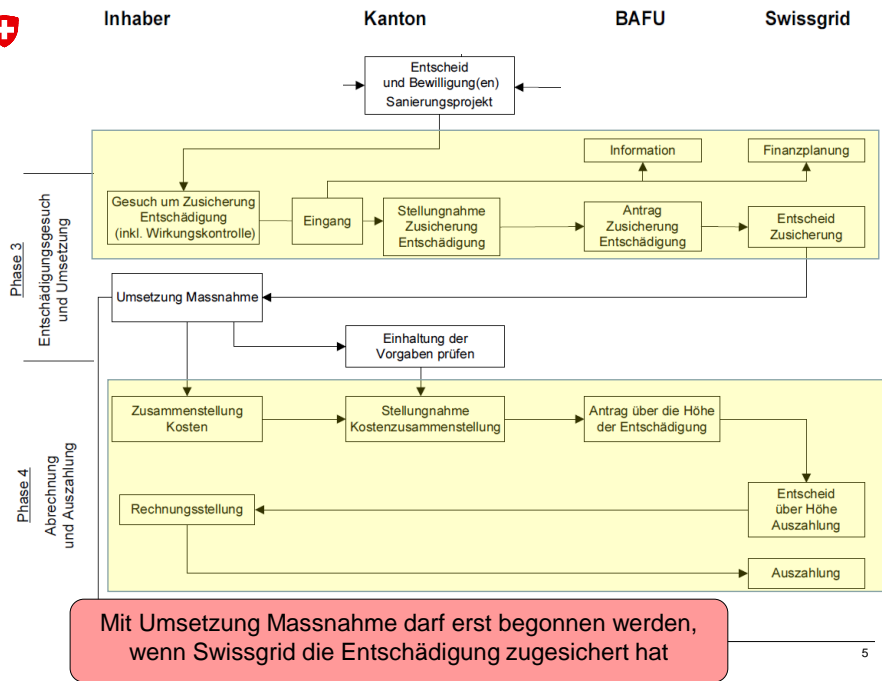 Inhaber
Kanton
BAFU
Swissgrid
Entscheid
und Bewilligung(en)
Sanierungsprojekt
Information
Finanzplanung
Phase 3
Entschädigungsgesuch
und Umsetzung
Gesuch um Zusicherung
Entschädigung
(inkl. Wirkungskontrolle)
Eingang
Stellungnahme
Zusicherung
Entschädigung
Antrag
Zusicherung
Entschädigung
Entscheid
Zusicherung
Umsetzung Massnahme
Einhaltung der
Vorgaben prüfen
Phase 4
Abrechnung
und Auszahlung
Zusammenstellung
Kosten
Stellungnahme
Kostenzusammenstellung
Antrag über die Höhe
der Entschädigung
Rechnungsstellung
Entscheid
über Höhe
Auszahlung
Auszahlung
Mit Umsetzung Massnahme darf erst begonnen werden,
wenn Swissgrid die Entschädigung zugesichert hat
5